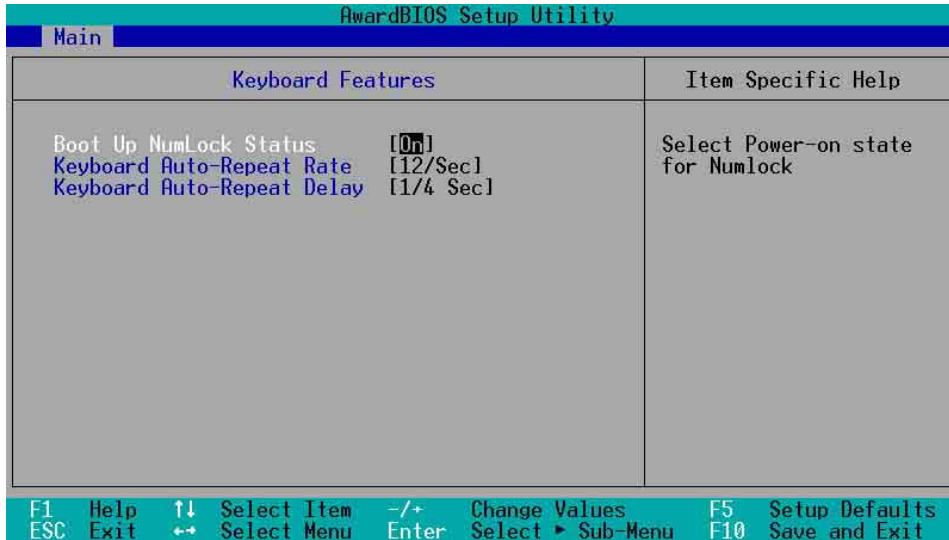 AwardBIOS Setup Utility
Main
Keyboard Features
Item Specific Help
Boot Up NumLock Status [On]
Keyboard Auto-Repeat Rate [12/Sec]
Keyboard Auto-Repeat Delay [1/4 Sec]
Select Power-on state
for Numlock
F1 Help ↑↓ Select Item -/+ Change Values F5 Setup Defaults
ESC Exit ←→ Select Menu Enter Select ► Sub-Menu F10 Save and Exit